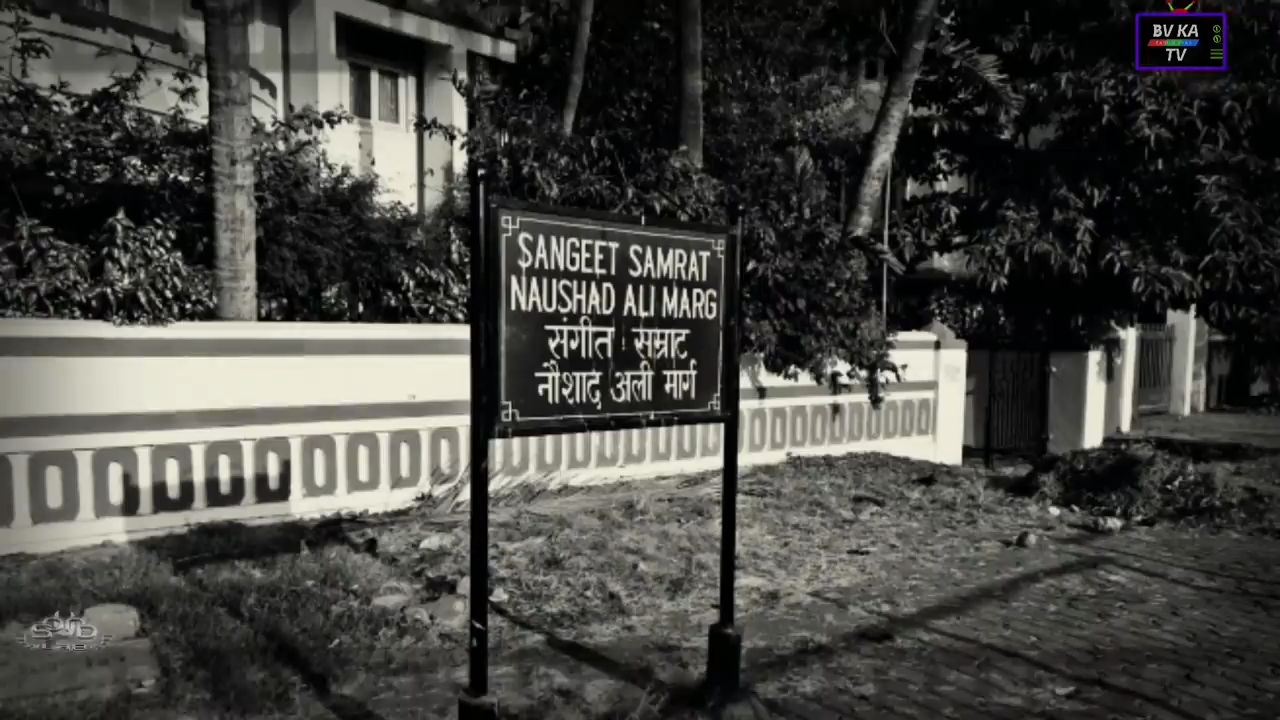 BV KA
TV
SANGEET SAMRAT
NAUSHAD ALI MARG
संगीत सम्राट
नौशाद अली मार्ग